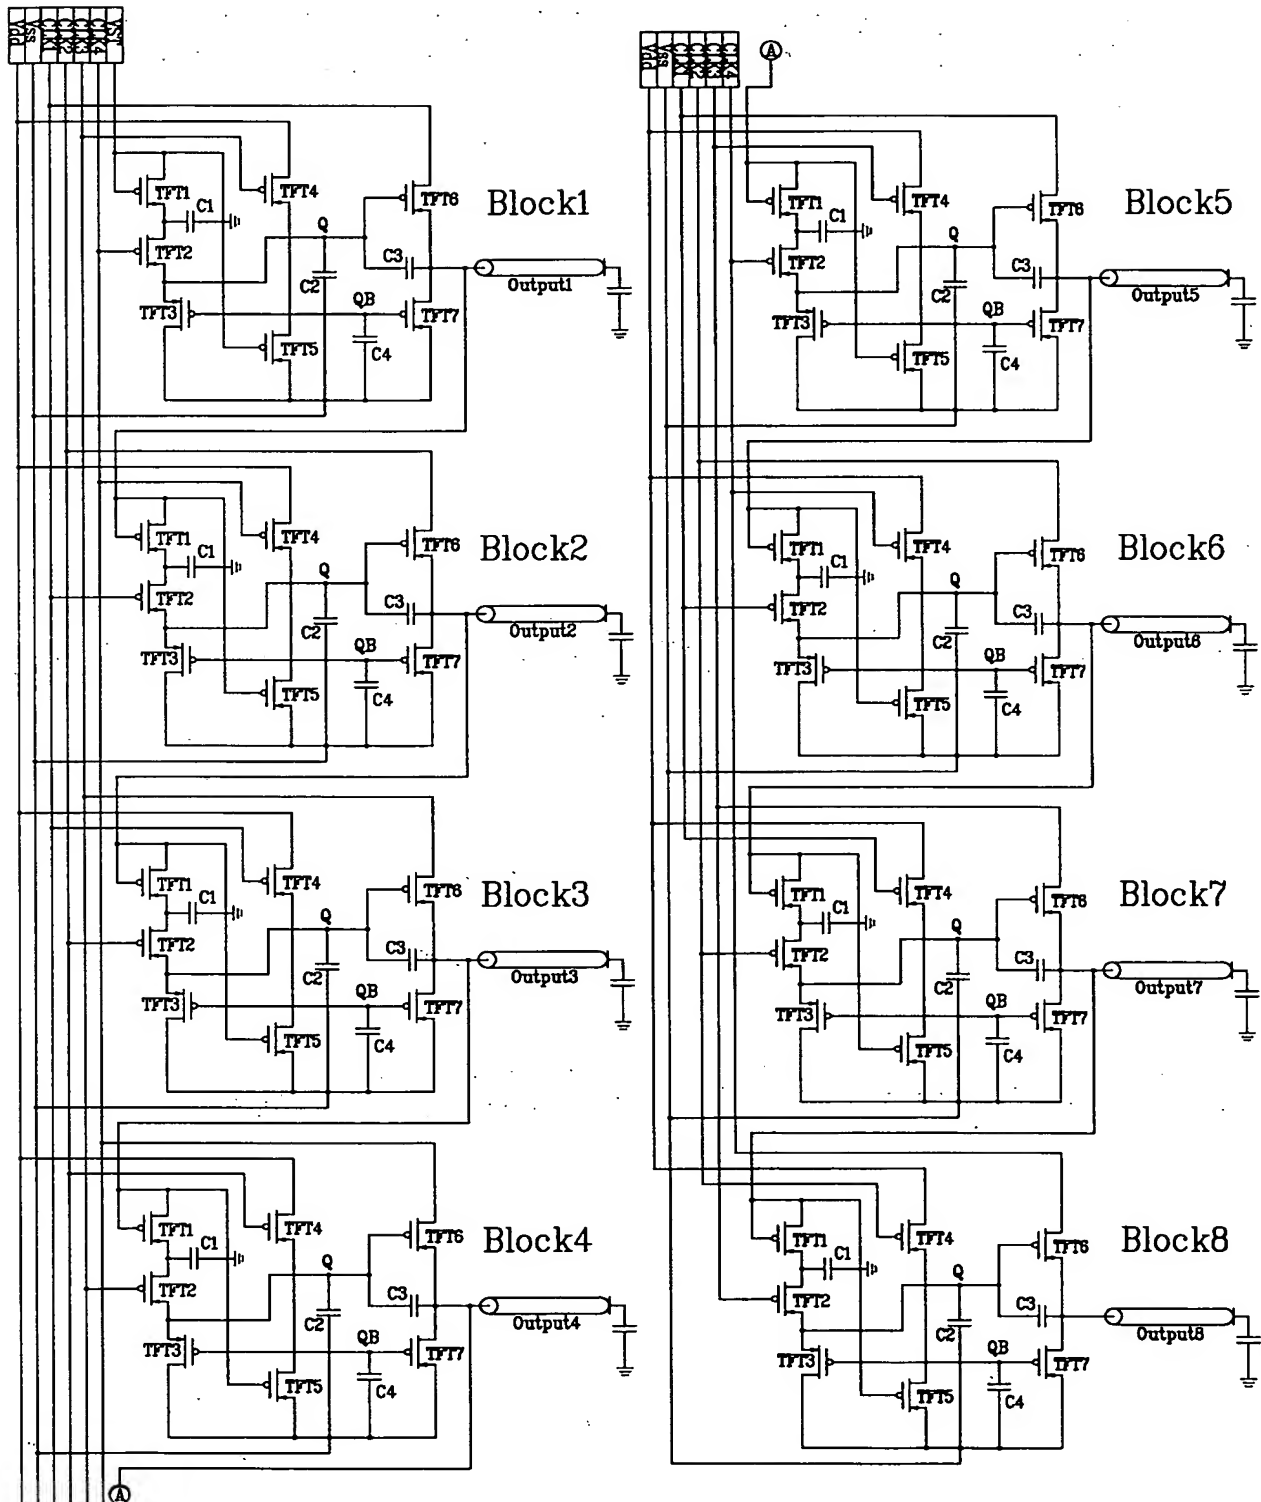 Vdd
Vss
CLK1
CLK2
CLK3
CLK4
VST
TFT1
TFT4
TFT6
Block1
C1
TFT2
Q
C3
C2
Output1
TFT3
QB
TFT7
TFT5
C4
TFT1
TFT4
TFT6
Block2
C1
TFT2
Q
C3
C2
Output2
TFT3
QB
TFT7
TFT5
C4
TFT1
TFT4
TFT6
Block3
C1
TFT2
Q
C3
C2
Output3
TFT3
QB
TFT7
TFT5
C4
TFT1
TFT4
TFT6
Block4
C1
TFT2
Q
C3
C2
Output4
TFT3
QB
TFT7
TFT5
C4
A
Vdd
Vss
CLK1
CLK2
CLK3
CLK4
A
TFT1
TFT4
TFT6
Block5
C1
TFT2
Q
C3
C2
Output5
TFT3
QB
TFT7
TFT5
C4
TFT1
TFT4
TFT6
Block6
C1
TFT2
Q
C3
C2
Output6
TFT3
QB
TFT7
TFT5
C4
TFT1
TFT4
TFT6
Block7
C1
TFT2
Q
C3
C2
Output7
TFT3
QB
TFT7
TFT5
C4
TFT1
TFT4
TFT6
Block8
C1
TFT2
Q
C3
C2
Output8
TFT3
QB
TFT7
TFT5
C4